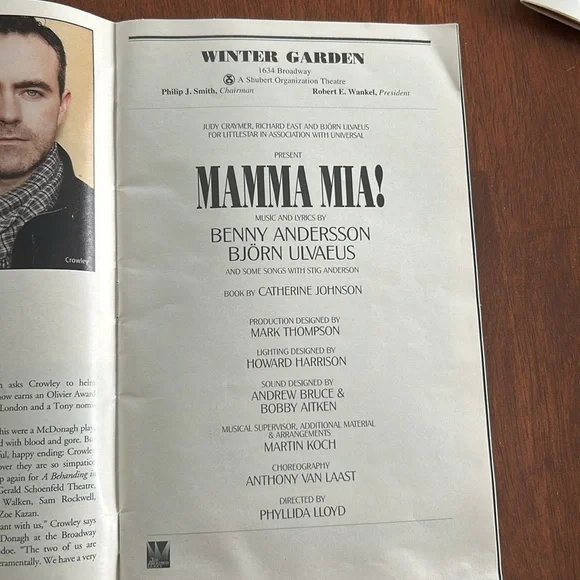 Crowley
n asks Crowley to helm
now earns an Olivier Award
London and a Tony nom-
this were a McDonagh play,
d with blood and gore. But
ful, happy ending: Crowley
over they are so simpatico
p again for A Behanding in
Gerald Schoenfeld Theatre,
Walken, Sam Rockwell,
Zoe Kazan.
ant with us," Crowley says
Donagh at the Broadway
doe. "The two of us are
eramentally. We have a very
WINTER GARDEN
1634 Broadway
A Shubert Organization Theatre
Philip J. Smith, Chairman Robert E. Wankel, President
JUDY CRAYMER, RICHARD EAST AND BJÖRN ULVAEUS
FOR LITTLESTAR IN ASSOCIATION WITH UNIVERSAL
PRESENT
MAMMA MIA!
MUSIC AND LYRICS BY
BENNY ANDERSSON
BJÖRN ULVAEUS
AND SOME SONGS WITH STIG ANDERSON
BOOK BY CATHERINE JOHNSON
PRODUCTION DESIGNED BY
MARK THOMPSON
LIGHTING DESIGNED BY
HOWARD HARRISON
SOUND DESIGNED BY
ANDREW BRUCE &
BOBBY AITKEN
MUSICAL SUPERVISOR, ADDITIONAL MATERIAL
& ARRANGEMENTS
MARTIN KOCH
CHOREOGRAPHY
ANTHONY VAN LAAST
DIRECTED BY
PHYLLIDA LLOYD